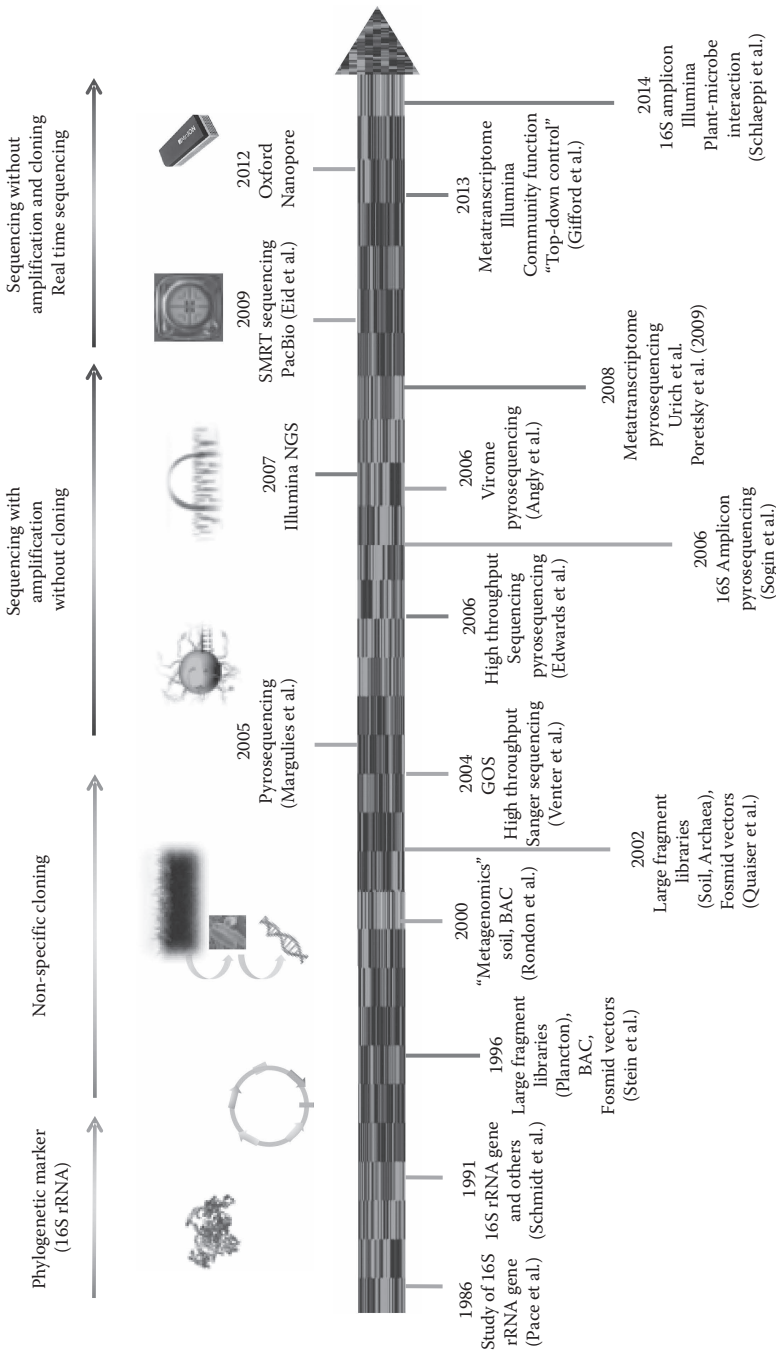 Phylogenetic marker
(16S rRNA)
Non-specific cloning
Sequencing with
amplification
without cloning
Sequencing without
amplification and cloning
Real time sequencing
2005
Pyrosequencing
(Margulies et al.)
2007
Illumina NGS
2009
SMRT sequencing
PacBio (Eid et al.)
2012
Oxford
Nanopore
1986
Study of 16S
rRNA gene
(Pace et al.)
1991
16S rRNA gene
and others
(Schmidt et al.)
1996
Large fragment
libraries
(Plancton),
BAC,
Fosmid vectors
(Stein et al.)
2000
“Metagenomics”
soil, BAC
(Rondon et al.)
2002
Large fragment
libraries
(Soil, Archaea),
Fosmid vectors
(Quaiser et al.)
2004
GOS
High throughput
Sanger sequencing
(Venter et al.)
2006
High throughput
Sequencing
pyrosequencing
(Edwards et al.)
2006
16S Amplicon
pyrosequencing
(Sogin et al.)
2006
Virome
pyrosequencing
(Angly et al.)
2008
Metatranscriptome
pyrosequencing
Urich et al.
Poretsky et al. (2009)
2013
Metatranscriptome
Illumina
Community function
“Top-down control”
(Gifford et al.)
2014
16S amplicon
Illumina
Plant-microbe
interaction
(Schlaeppi et al.)